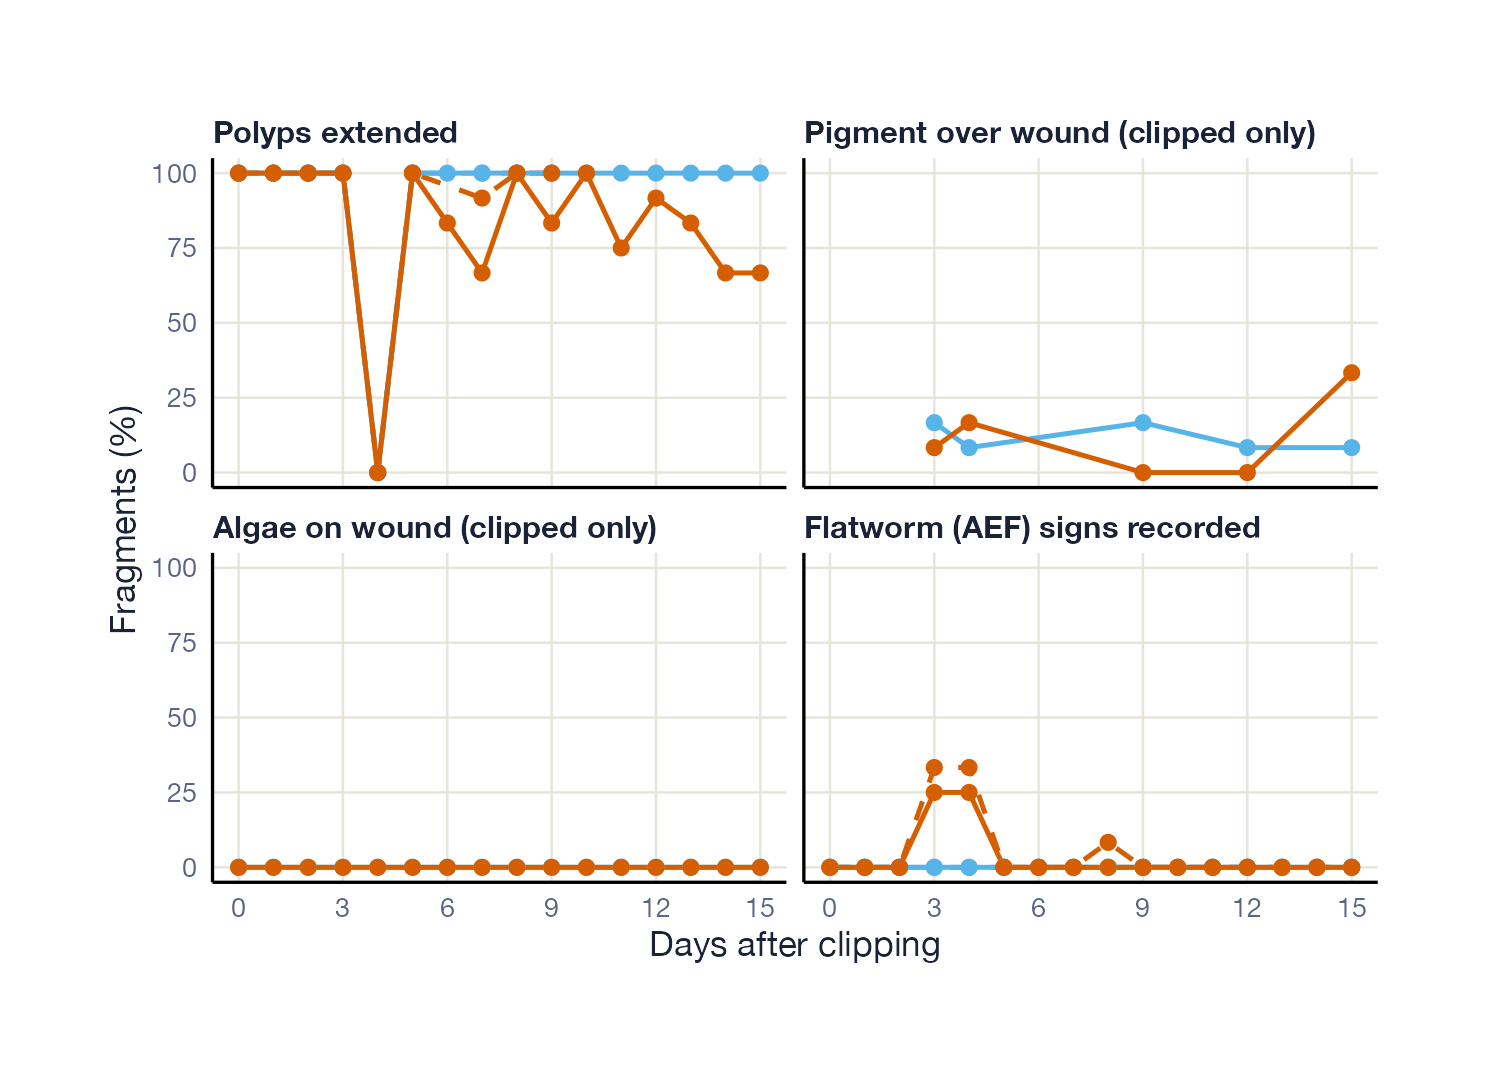 Polyps extended
Pigment over wound (clipped only)
100
75
50
25
0
Algae on wound (clipped only)
Flatworm (AEF) signs recorded
100
75
50
25
0
0 3 6 9 12 15
0 3 6 9 12 15
Fragments (%)
Days after clipping